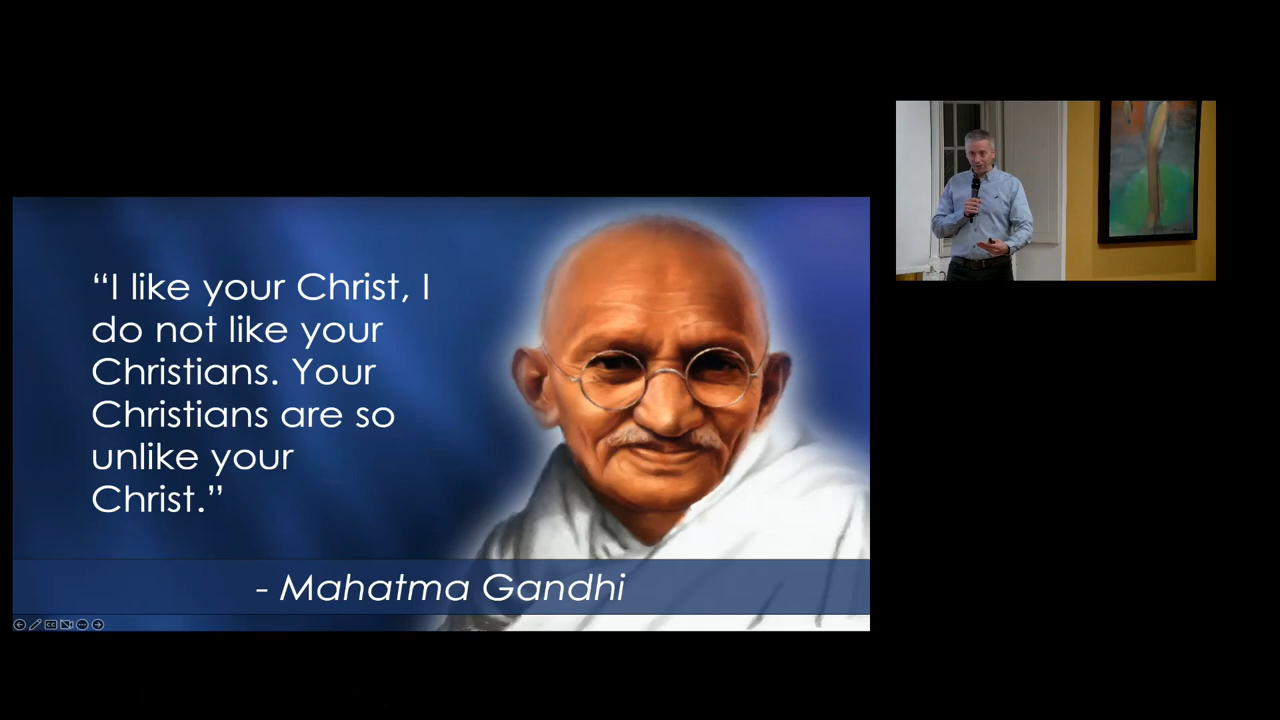 “I like your Christ, I
do not like your
Christians. Your
Christians are so
unlike your
Christ.”
- Mahatma Gandhi